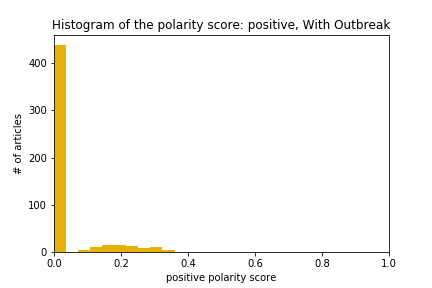 Histogram of the polarity score: positive, With Outbreak
# of articles
400
300
200
100
0
0.0 0.2 0.4 0.6 0.8 1.0
positive polarity score